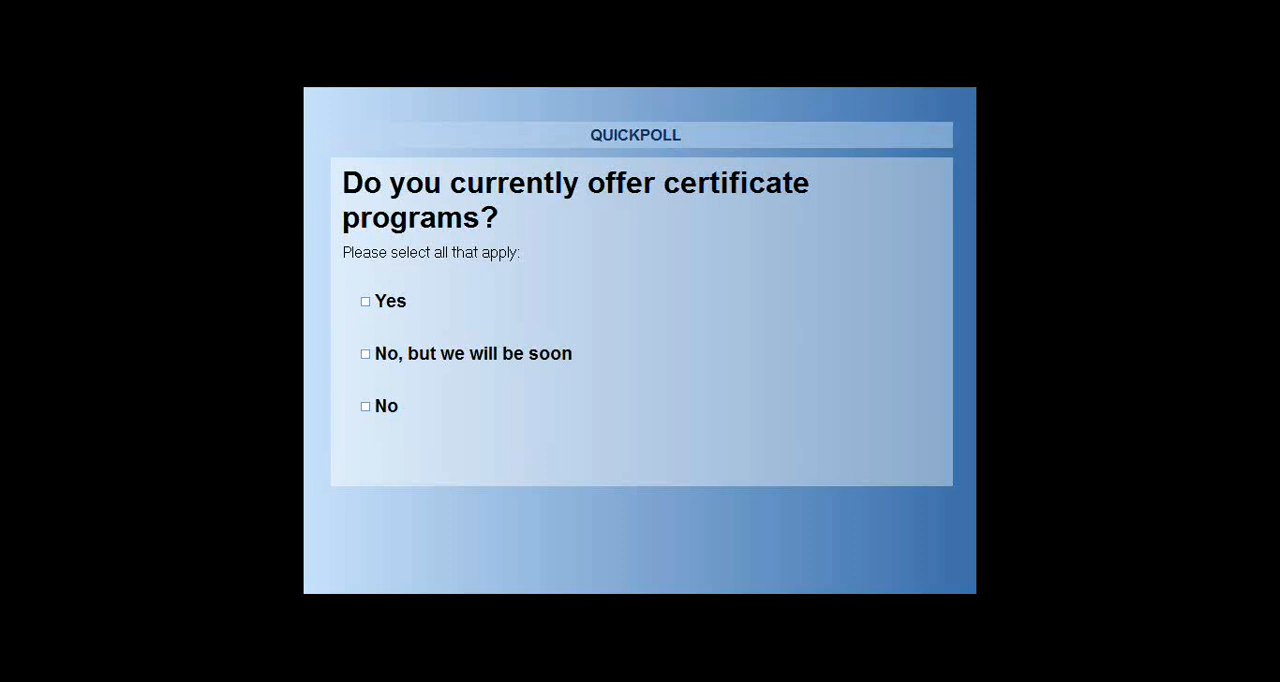 QUICKPOLL
Do you currently offer certificate
programs?
Please select all that apply:
Yes
No, but we will be soon
No